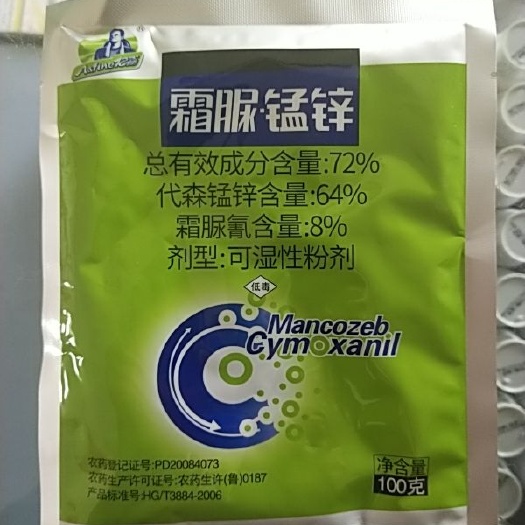 霜脲·锰锌
总有效成分含量:72%
代森锰锌含量:64%
霜脲氰含量:8%
剂型:可湿性粉剂
低毒
Mancozeb
Cymoxanil
农药登记证号:PD20084073
农药生产许可证号:农药生许(鲁)0187
产品标准号:HG/T3884-2006
净含量
100克